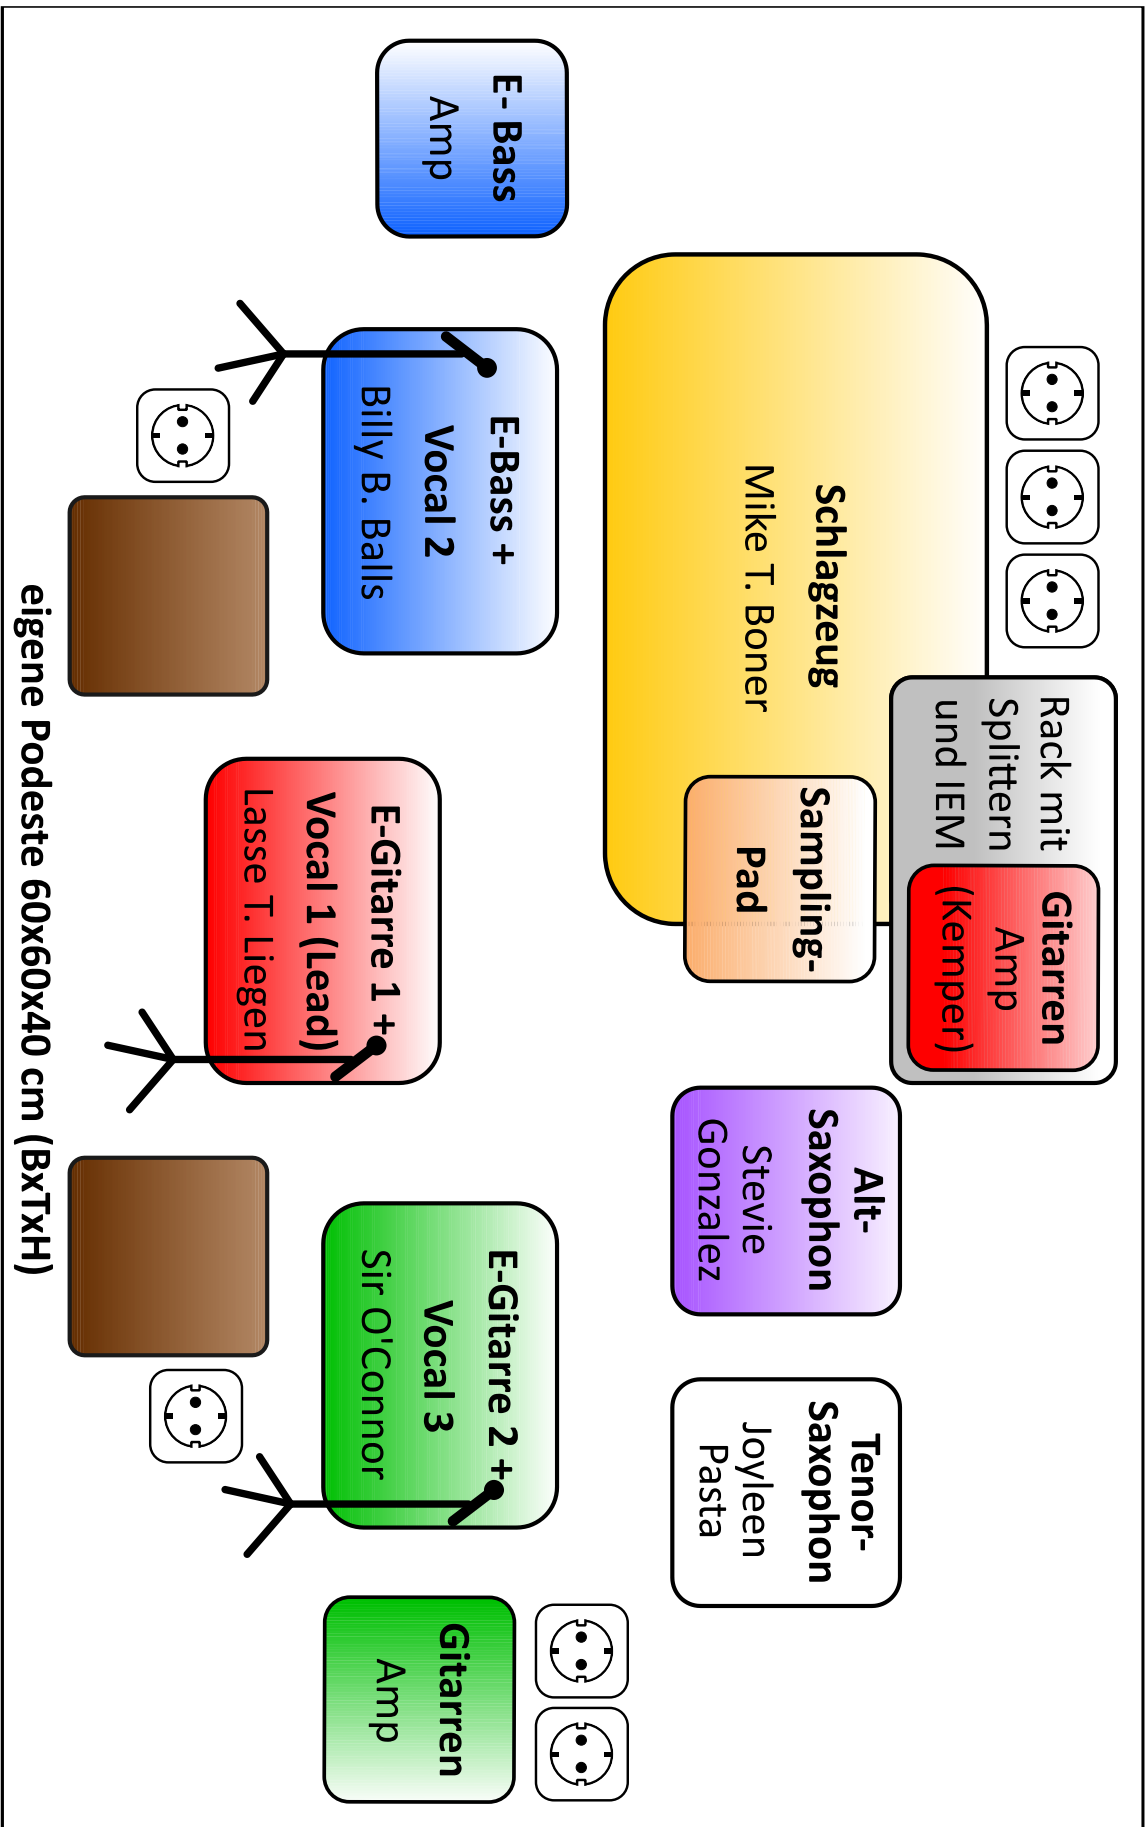 Rack mit
Splittern
und IEM
Gitarren
Amp
(Kemper)
Schlagzeug
Mike T. Boner
Sampling-
Pad
Alt-
Saxophon
Stevie
Gonzalez
Tenor-
Saxophon
Joyleen
Pasta
E- Bass
Amp
E-Bass +
Vocal 2
Billy B. Balls
E-Gitarre 1 +
Vocal 1 (Lead)
Lasse T. Liegen
E-Gitarre 2 +
Vocal 3
Sir O'Connor
Gitarren
Amp
eigene Podeste 60x60x40 cm (BxTxH)